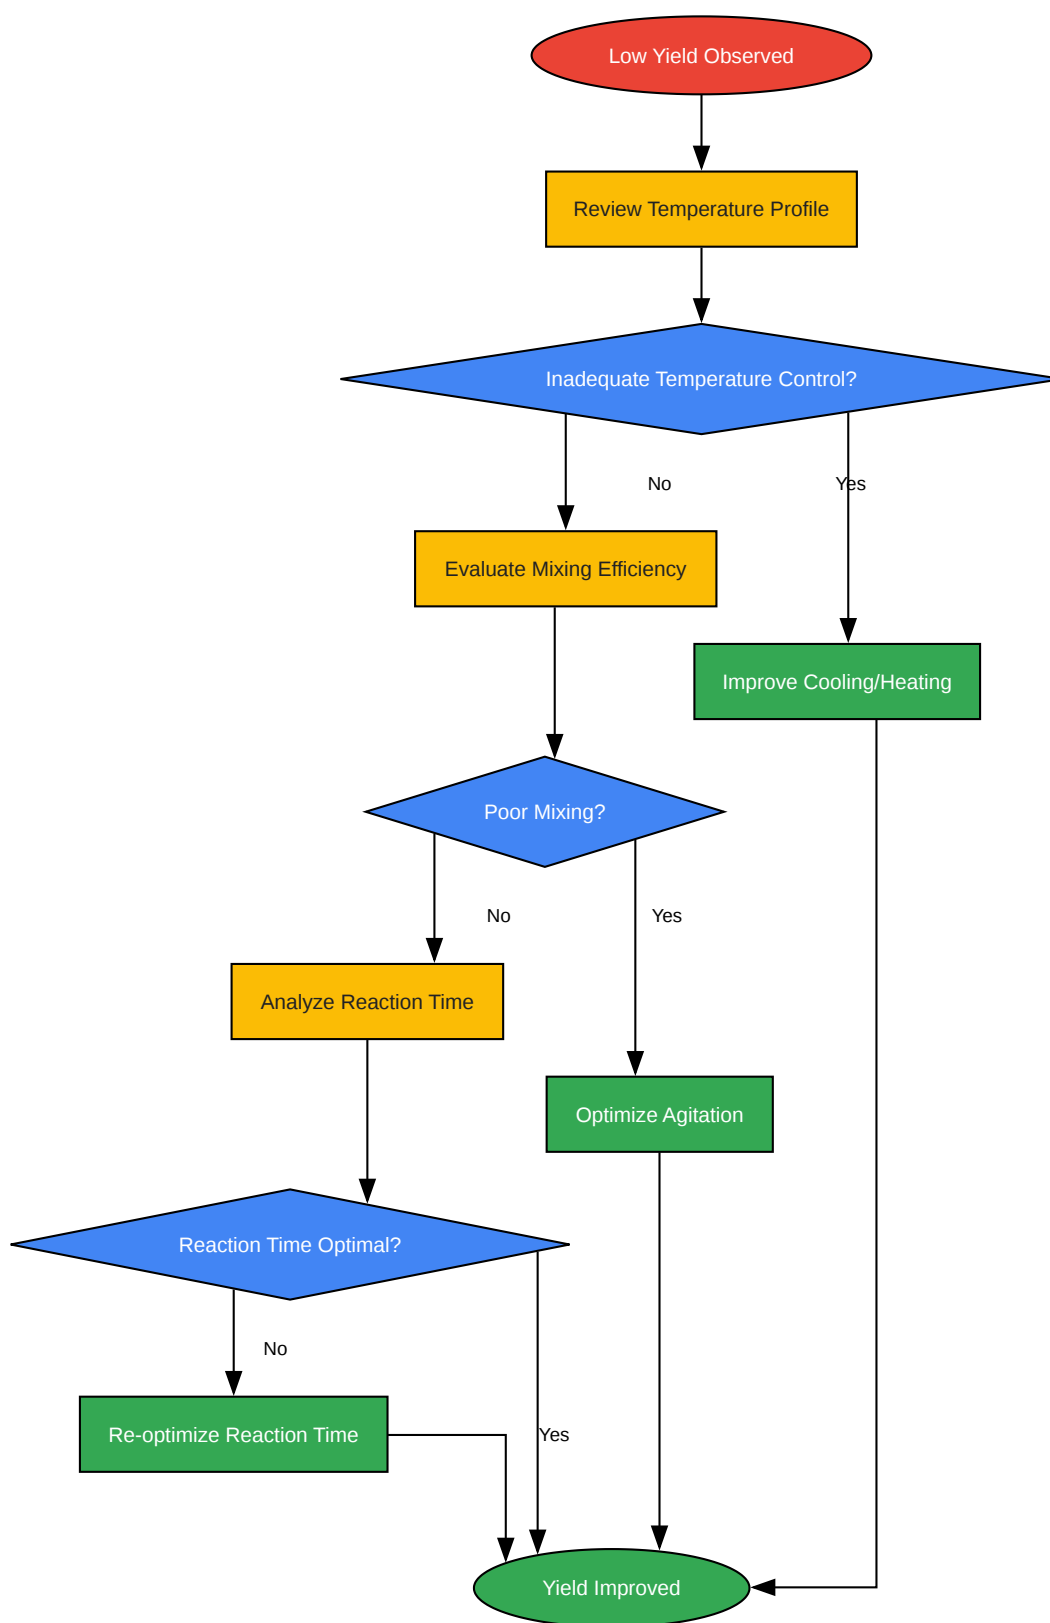 Low Yield Observed
Review Temperature Profile
Inadequate Temperature Control?
No
Yes
Evaluate Mixing Efficiency
Improve Cooling/Heating
Poor Mixing?
No
Yes
Analyze Reaction Time
Optimize Agitation
Reaction Time Optimal?
No
Re-optimize Reaction Time
Yes
Yield Improved